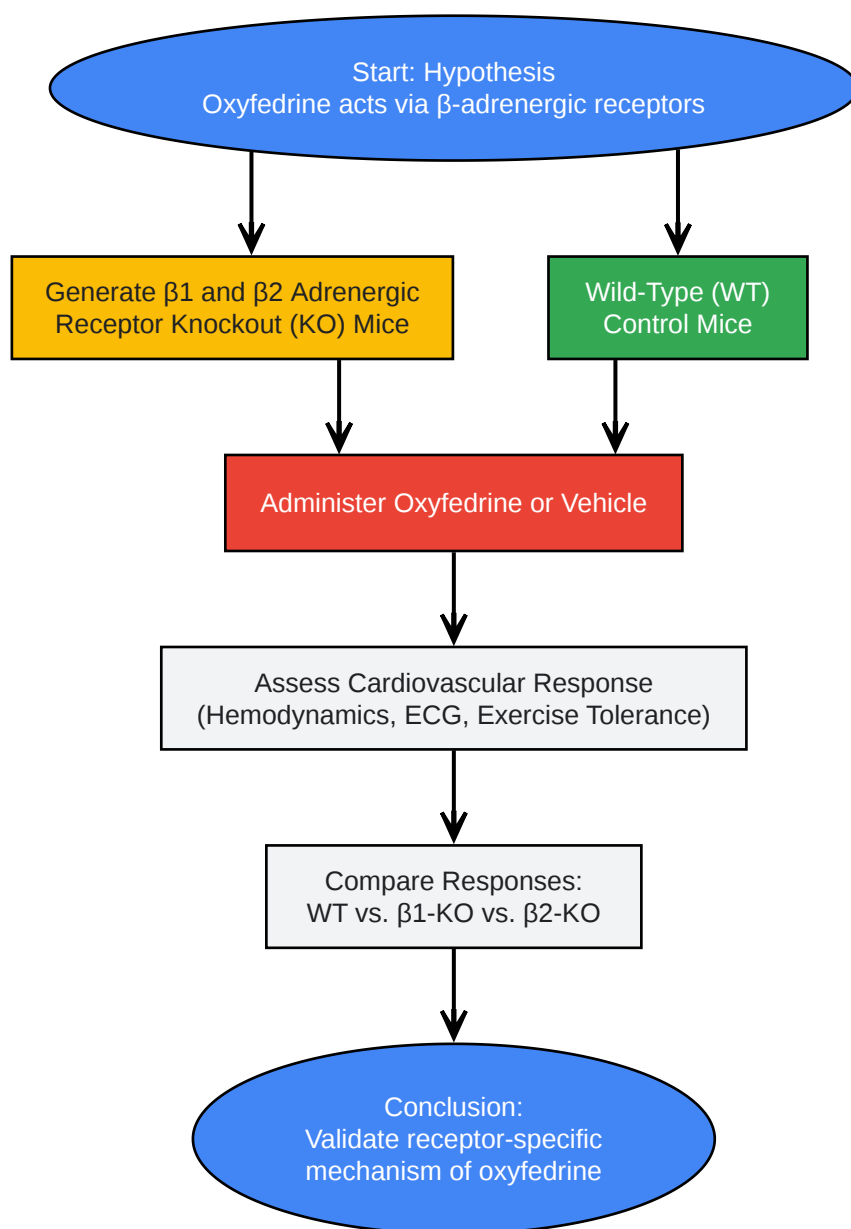 Start: Hypothesis
Oxyfedrine acts via β-adrenergic receptors
Generate β1 and β2 Adrenergic
Receptor Knockout (KO) Mice
Wild-Type (WT)
Control Mice
Administer Oxyfedrine or Vehicle
Assess Cardiovascular Response
(Hemodynamics, ECG, Exercise Tolerance)
Compare Responses:
WT vs. β1-KO vs. β2-KO
Conclusion:
Validate receptor-specific
mechanism of oxyfedrine